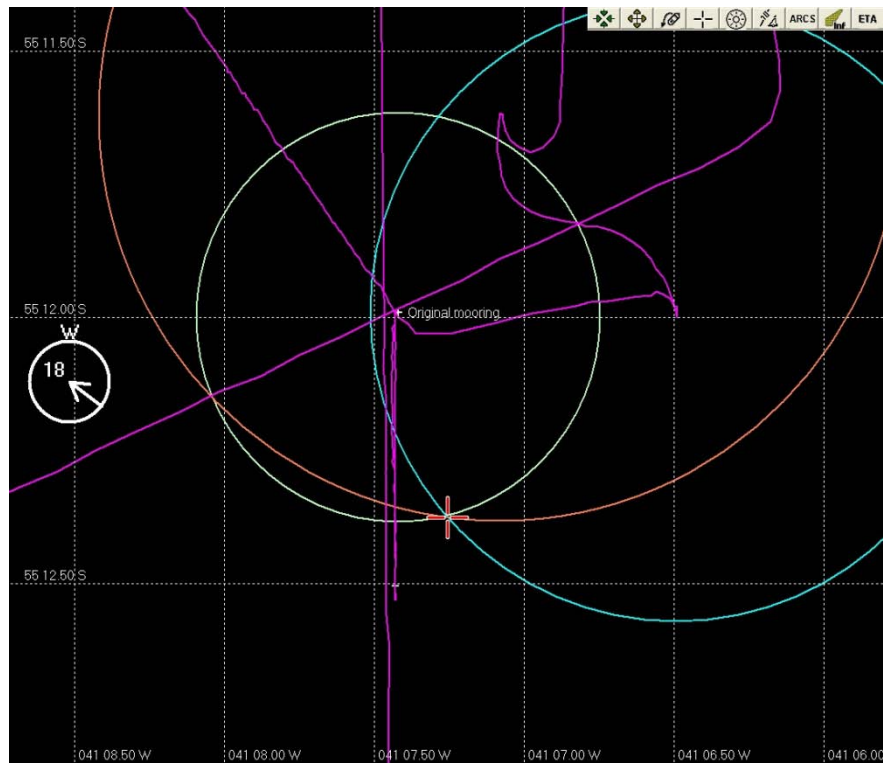 ARCS Inf ETA
55 11.50 S
Original mooring
55 12.00 S
W
18
55 12.50 S
041 08.50 W 041 08.00 W 041 07.50 W 041 07.00 W 041 06.50 W 041 06.00